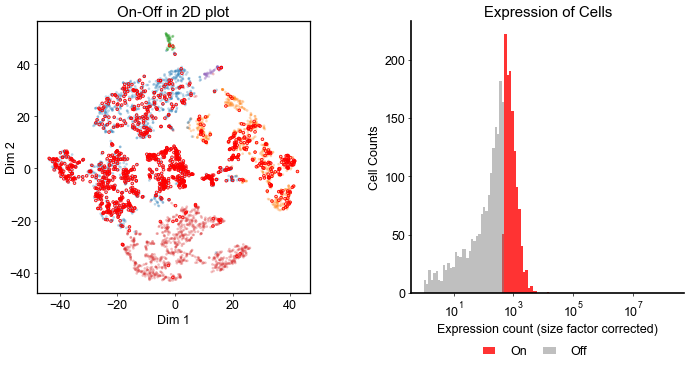 On-Off in 2D plot
40
20
0
−20
−40
Dim 2
−40
−20
0
20
40
Dim 1
Expression of Cells
200
150
100
50
0
Cell Counts
10^1
10^3
10^5
10^7
Expression count (size factor corrected)
On
Off